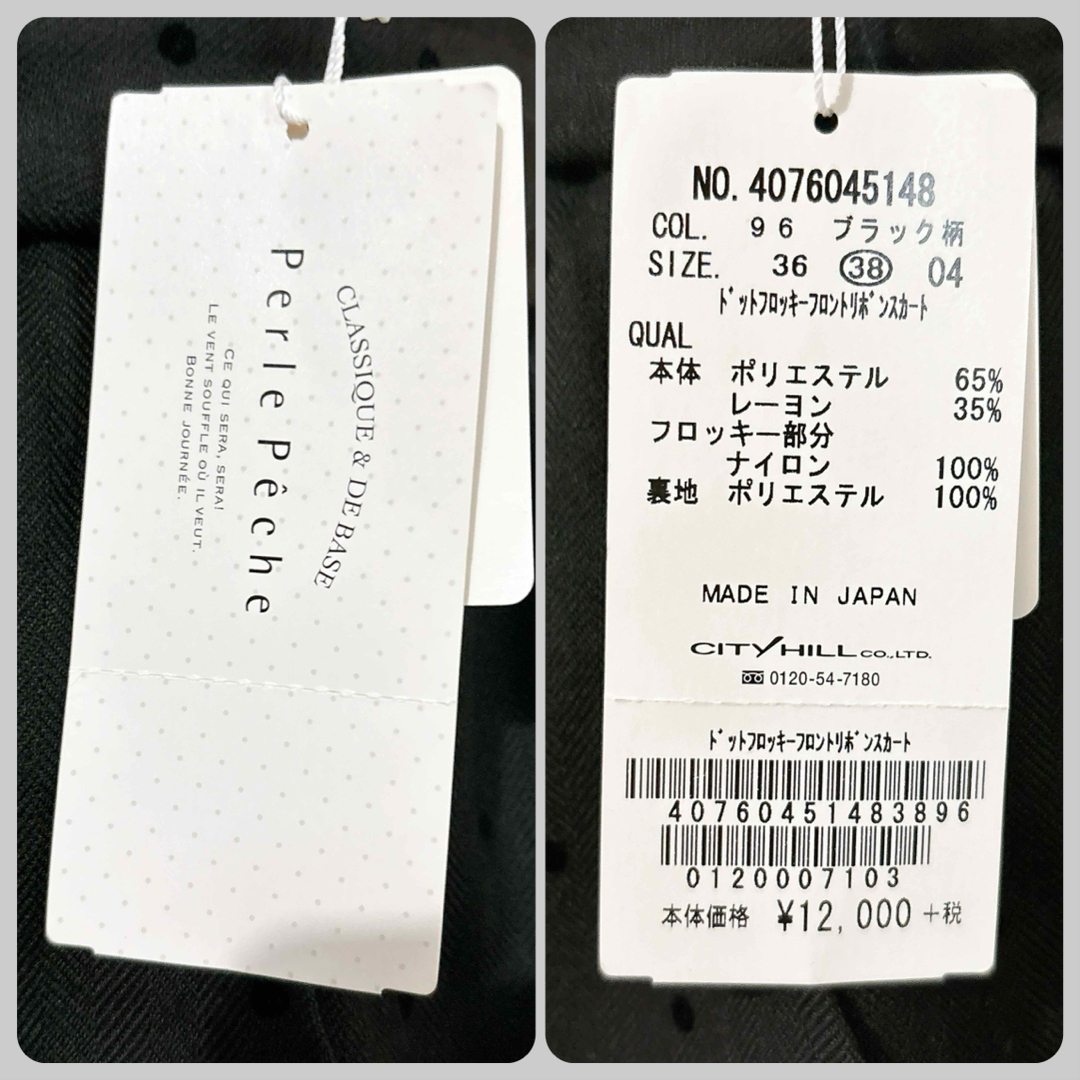 CLASSIQUE & DE BASE
Perle Pêche
CE QUI SERA, SERA!
LE VENT SOUFFLE OÙ IL VEUT.
BONNE JOURNÉE.
NO. 4076045148
COL. 96 ブラック柄
SIZE. 36 38 04
ﾄﾞｯﾄﾌﾛｯｷｰﾌﾛﾝﾄﾘﾎﾞﾝｽｶｰﾄ
QUAL
本体 ポリエステル 65%
レーヨン 35%
フロッキー部分
ナイロン 100%
裏地 ポリエステル 100%
MADE IN JAPAN
CITY HILL CO.,LTD.
0120-54-7180
ﾄﾞｯﾄﾌﾛｯｷｰﾌﾛﾝﾄﾘﾎﾞﾝｽｶｰﾄ
40760451483896
0120007103
本体価格 ¥12,000+税